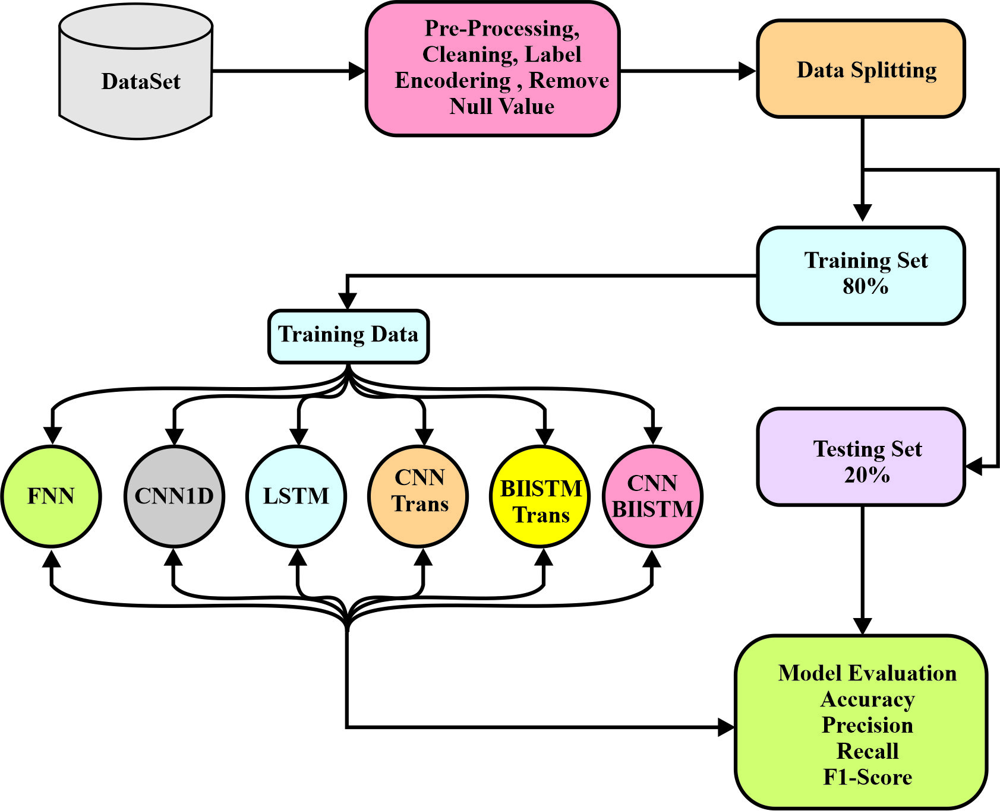 DataSet
Pre-Processing,
Cleaning, Label
Encodering , Remove
Null Value
Data Splitting
Training Set
80%
Training Data
FNN
CNN1D
LSTM
CNN
Trans
BIlSTM
Trans
CNN
BIlSTM
Testing Set
20%
Model Evaluation
Accuracy
Precision
Recall
F1-Score